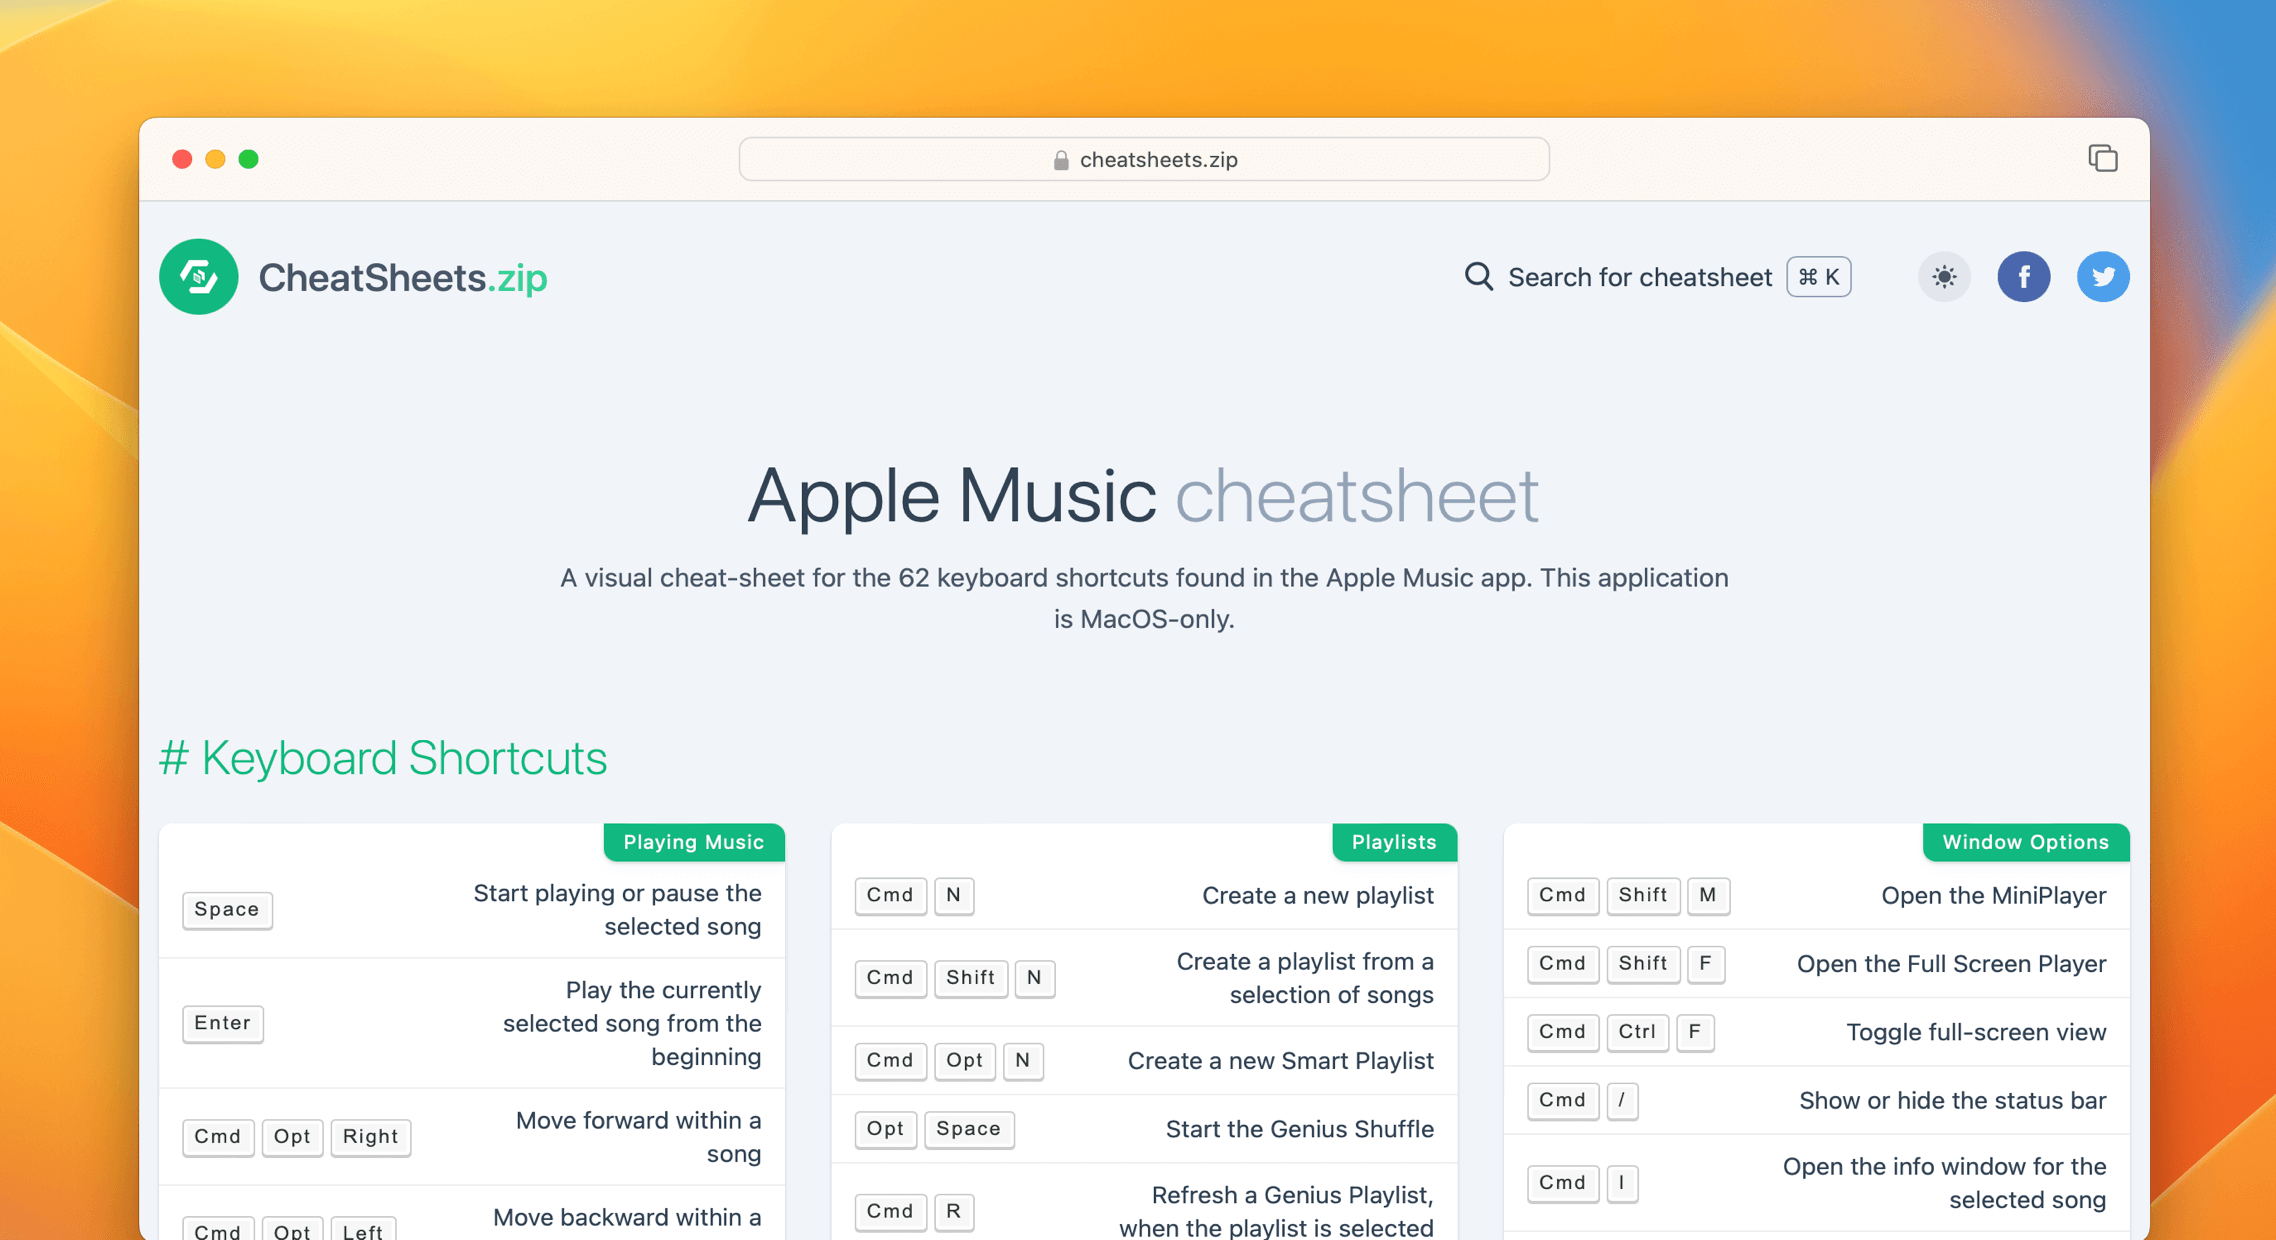 cheatsheets.zip
CheatSheets.zip
Search for cheatsheet ⌘ K
f
Apple Music cheatsheet
A visual cheat-sheet for the 62 keyboard shortcuts found in the Apple Music app. This application
is MacOS-only.
# Keyboard Shortcuts
Playing Music
Space
Start playing or pause the
selected song
Enter
Play the currently
selected song from the
beginning
Cmd Opt Right
Move forward within a
song
Cmd Opt Left
Move backward within a
Playlists
Cmd N
Create a new playlist
Cmd Shift N
Create a playlist from a
selection of songs
Cmd Opt N
Create a new Smart Playlist
Opt Space
Start the Genius Shuffle
Cmd R
Refresh a Genius Playlist,
when the playlist is selected
Window Options
Cmd Shift M
Open the MiniPlayer
Cmd Shift F
Open the Full Screen Player
Cmd Ctrl F
Toggle full-screen view
Cmd /
Show or hide the status bar
Cmd I
Open the info window for the
selected song